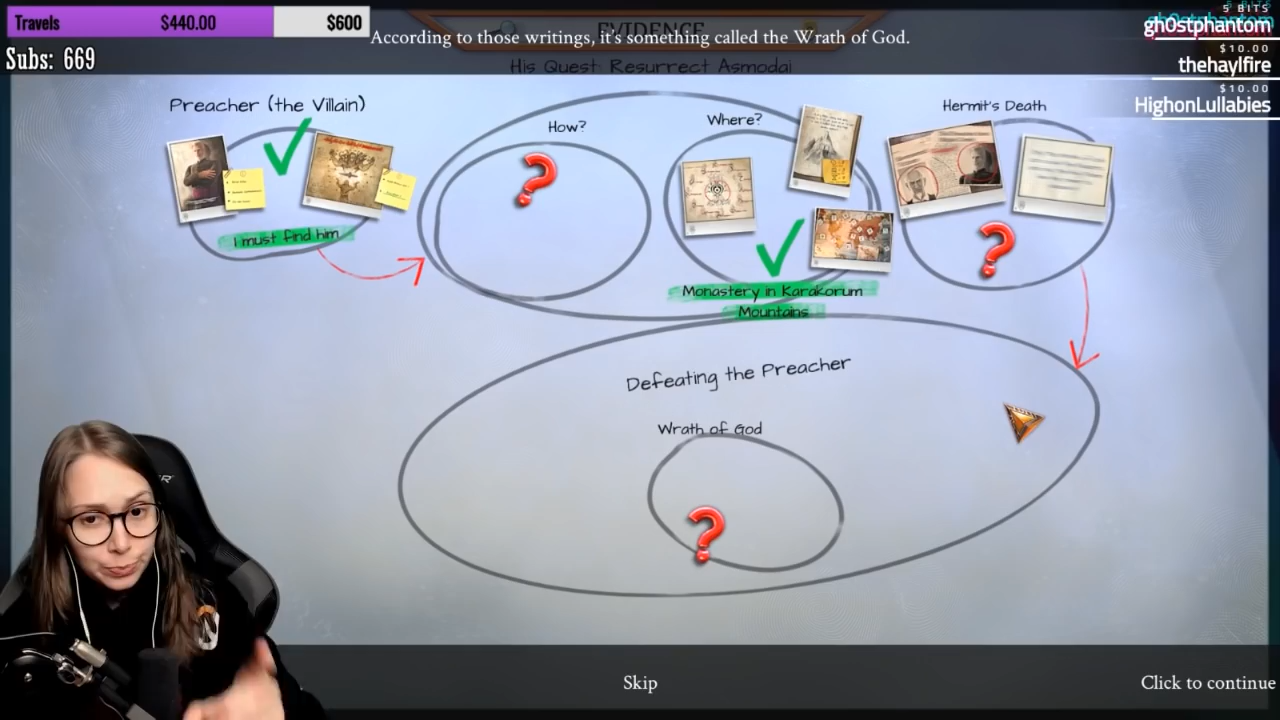 Travels $440.00 $600
Subs: 669
EVIDENCE
According to those writings, it's something called the Wrath of God.
His Quest: Resurrect Asmodai
5 BITS
gh0stphantom
$10.00
thehaylfire
$10.00
HighonLullabies
Preacher (the Villain)
How?
Where?
Hermit's Death
I must find him
Monastery in Karakorum
Mountains
Defeating the Preacher
Wrath of God
Skip
Click to continue